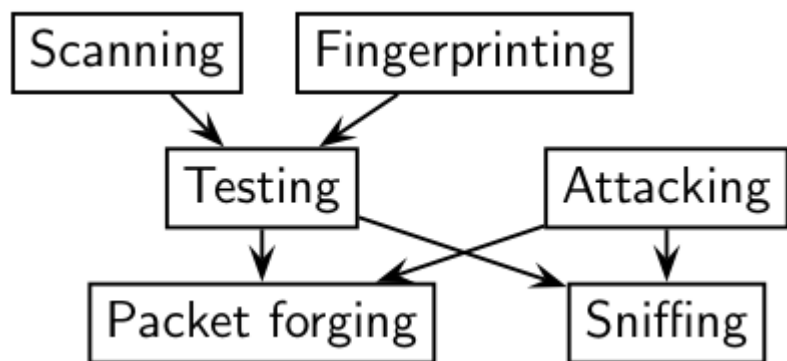 Scanning
Fingerprinting
Testing
Attacking
Packet forging
Sniffing